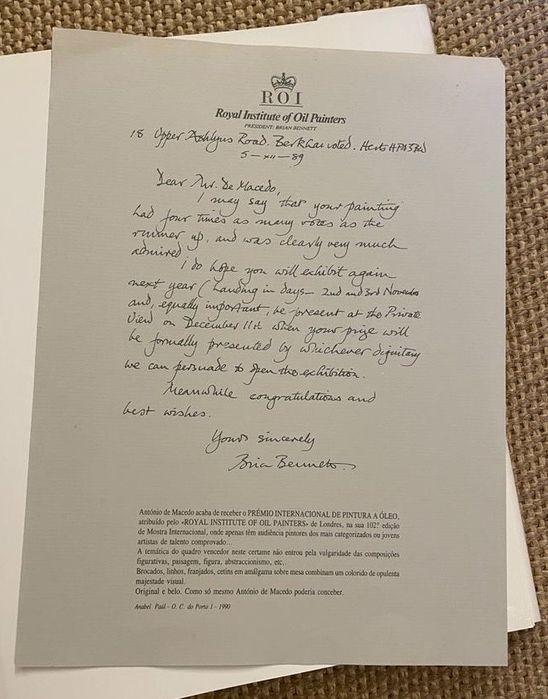 ROI
Royal Institute of Oil Painters
PRESIDENT: BRIAN BENNETT
18 Upper Ashlyns Road. Berkhamsted. Herts HP4 3BW
5 - XII - 89
Dear Mr. De Macedo,
I may say that your painting
had four times as many votes as the
runner up, and was clearly very much
admired
I do hope you will exhibit again
next year (handing in days - 2nd and 3rd November
and, equally important, be present at the Private
View on December 11th when your prize will
be formally presented by whichever dignitary
we can persuade to open the exhibition.
Meanwhile congratulations and
best wishes.
Yours sincerely
Brian Bennett.
António de Macedo acaba de receber o PRÉMIO INTERNACIONAL DE PINTURA A ÓLEO,
atribuído pelo «ROYAL INSTITUTE OF OIL PAINTERS» de Londres, na sua 102.ª edição
de Mostra Internacional, onde apenas têm audiência pintores dos mais categorizados ou jovens
artistas de talento comprovado...
A temática do quadro vencedor neste certame não entrou pela vulgaridade das composições
figurativas, paisagem, figura, abstraccionismo, etc..
Brocados, linhos, franjados, cetins em amálgama sobre mesa combinam um colorido de opulenta
majestade visual.
Original e belo. Como só mesmo António de Macedo poderia conceber.
Anabel Paúl - O. C. do Porto 1 - 1990